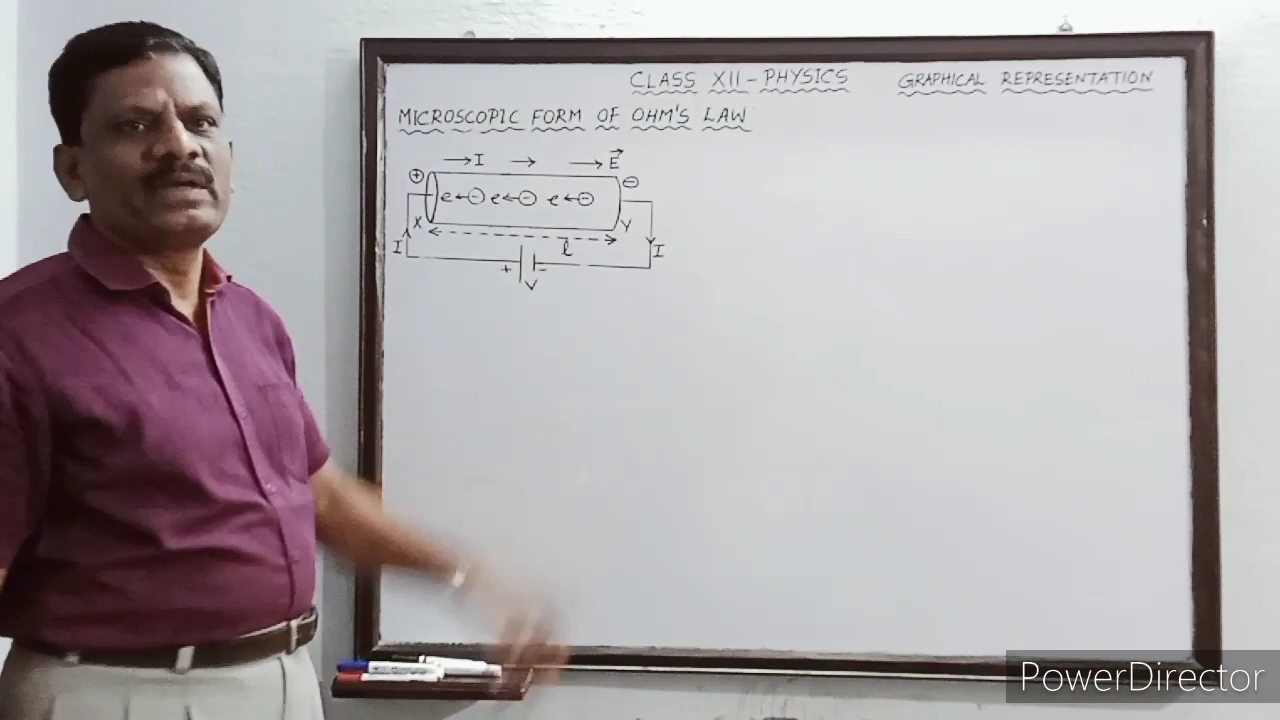 CLASS XII - PHYSICS GRAPHICAL REPRESENTATION
MICROSCOPIC FORM OF OHM'S LAW
→ I → → E⃗
⊕ e ← ⊖ e ← ⊖ e ← ⊖ ⊖
X Y
I l I
+ -
V
PowerDirector